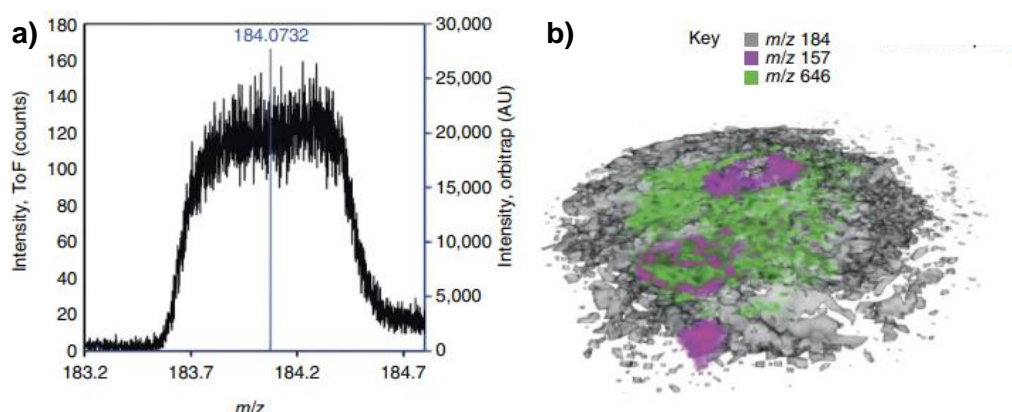 a)
180
160
140
120
100
80
60
40
20
0
Intensity, ToF (counts)
184.0732
30,000
25,000
20,000
15,000
10,000
5,000
0
Intensity, orbitrap (AU)
183.2 183.7 184.2 184.7
m/z
b)
Key
m/z 184
m/z 157
m/z 646